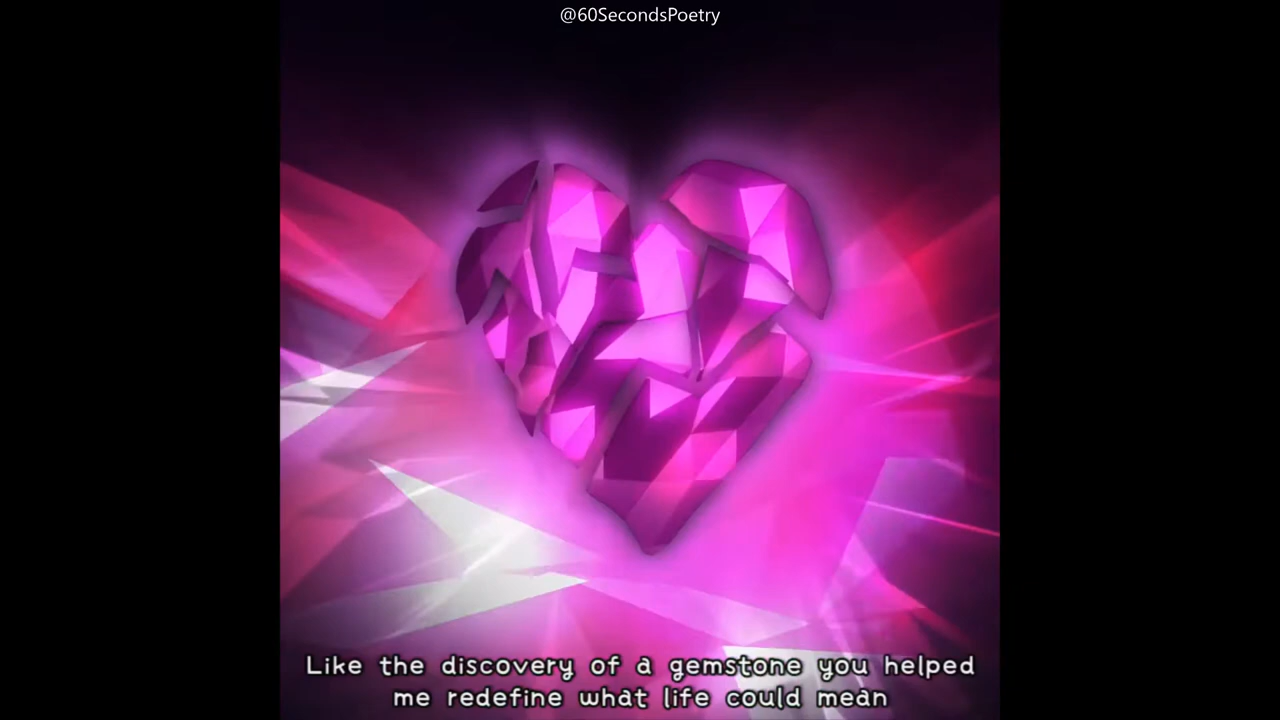 @60SecondsPoetry
Like the discovery of a gemstone you helped
me redefine what life could mean